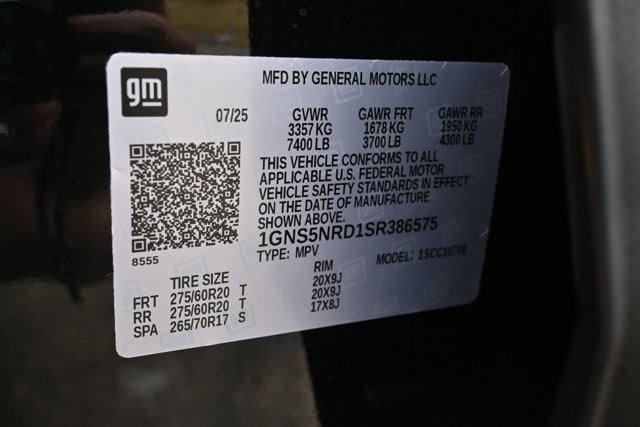 gm
MFD BY GENERAL MOTORS LLC
07/25 GVWR GAWR FRT GAWR RR
3357 KG 1678 KG 1950 KG
7400 LB 3700 LB 4300 LB
THIS VEHICLE CONFORMS TO ALL
APPLICABLE U.S. FEDERAL MOTOR
VEHICLE SAFETY STANDARDS IN EFFECT
ON THE DATE OF MANUFACTURE
SHOWN ABOVE.
1GNS5NRD1SR386575
TYPE: MPV MODEL: 15CC10706
8555
TIRE SIZE RIM
FRT 275/60R20 T 20X9J
RR 275/60R20 T 20X9J
SPA 265/70R17 S 17X8J